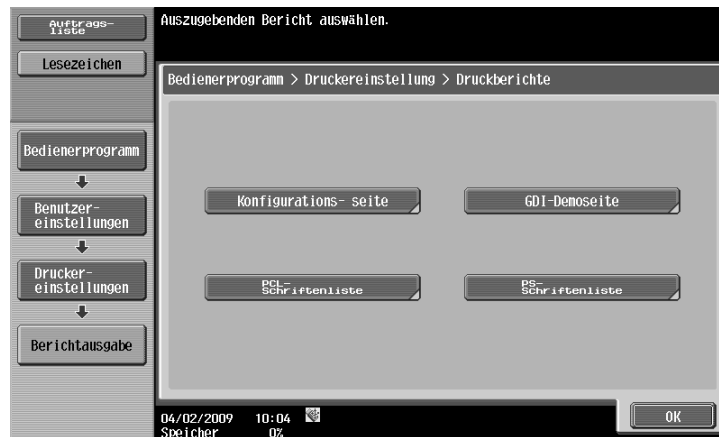 Auftrags-
liste
Auszugebenden Bericht auswählen.
Lesezeichen
Bedienerprogramm > Druckereinstellung > Druckberichte
Bedienerprogramm
Benutzer-
einstellungen
Drucker-
einstellungen
Berichtausgabe
Konfigurations- seite
GDI-Demoseite
PCL-
Schriftenliste
PS-
Schriftenliste
04/02/2009 10:04
Speicher 0%
OK